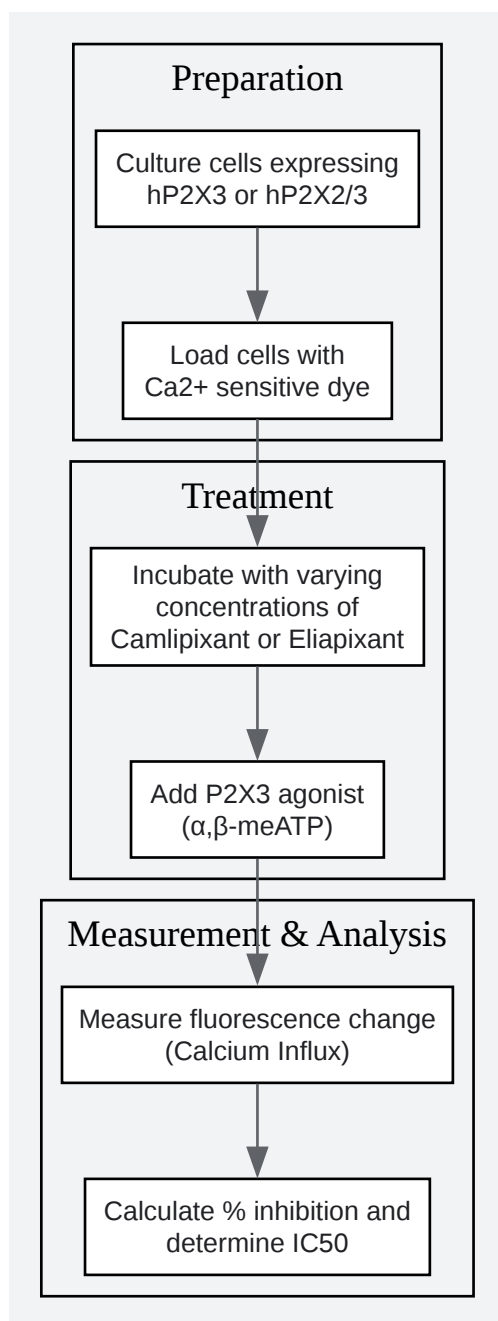 Preparation
Culture cells expressing
hP2X3 or hP2X2/3
Load cells with
Ca2+ sensitive dye
Treatment
Incubate with varying
concentrations of
Camlipixant or Eliapixant
Add P2X3 agonist
(α,β-meATP)
Measurement & Analysis
Measure fluorescence change
(Calcium Influx)
Calculate % inhibition and
determine IC50